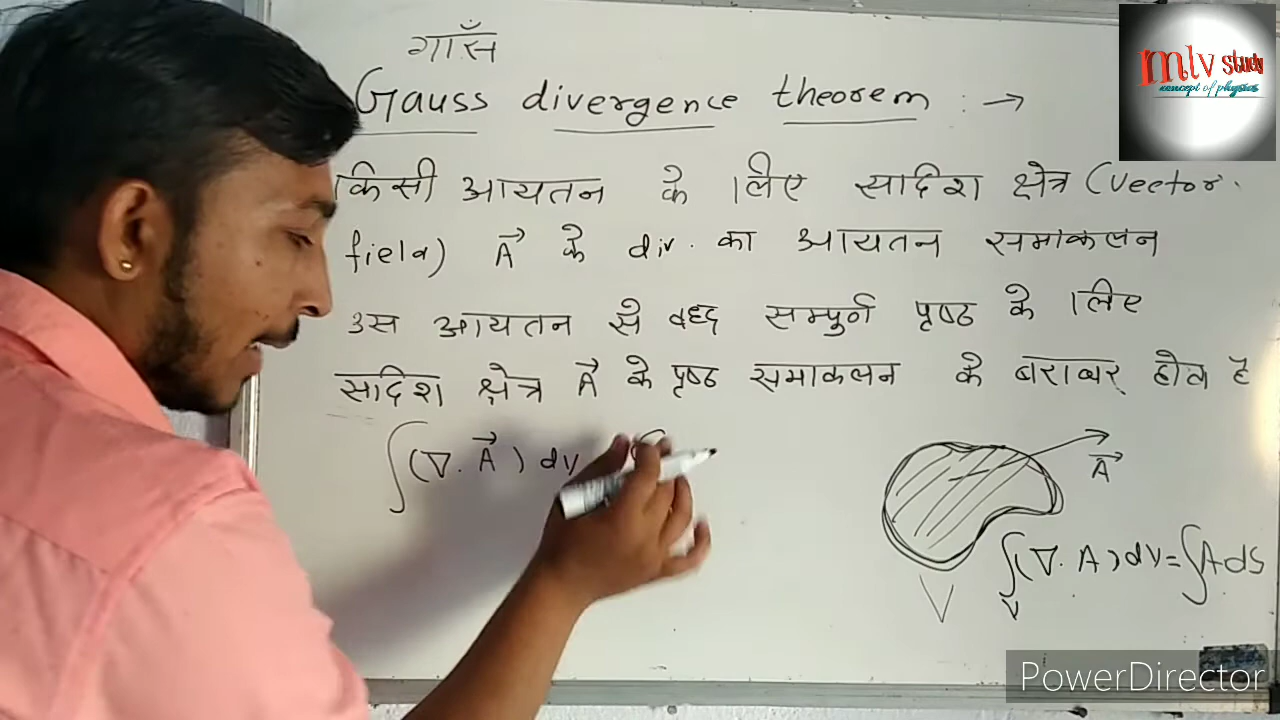 गाॅंस
Gauss divergence theorem :→
किसी आयतन के लिए सादिश क्षेत्र (Vector.
field) A⃗ के div. का आयतन समाकलन
उस आयतन से बध्द सम्पुर्ण पृष्ठ के लिए
सादिश क्षेत्र A⃗ के पृष्ठ समाकलन के बराबर होता है
∫(∇. A⃗) dv
A⃗
∫(∇. A) dv = ∫A ds
V
V
mlv study
concept of physics
PowerDirector